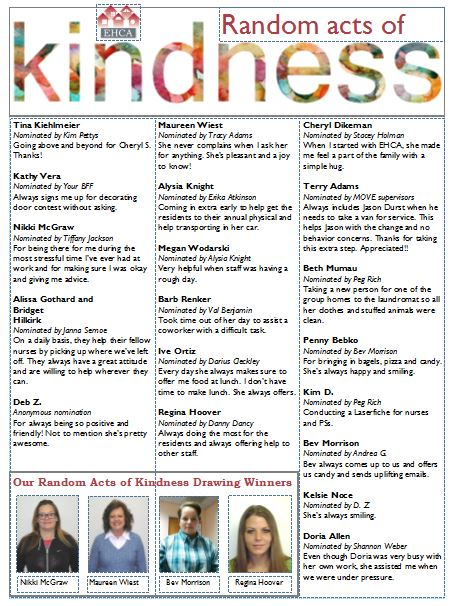 Random acts of
EHCA
kindness
Tina Kiehlmeier
Nominated by Kim Pettys
Going above and beyond for Cheryl S.
Thanks!
Kathy Vera
Nominated by Your BFF
Always signs me up for decorating
door contest without asking.
Nikki McGraw
Nominated by Tiffany Jackson
For being there for me during the
most stressful time I've ever had at
work and for making sure I was okay
and giving me advice.
Alissa Gothard and
Bridget
Hilkirk
Nominated by Janna Semoe
On a daily basis, they help their fellow
nurses by picking up where we've left
off. They always have a great attitude
and are willing to help wherever they
can.
Deb Z.
Anonymous nomination
For always being so positive and
friendly! Not to mention she's pretty
awesome.
Maureen Wiest
Nominated by Tracy Adams
She never complains when I ask her
for anything. She's pleasant and a joy
to know!
Alysia Knight
Nominated by Erika Atkinson
Coming in extra early to help get the
residents to their annual physical and
help transporting in her car.
Megan Wodarski
Nominated by Alysia Knight
Very helpful when staff was having a
rough day.
Barb Renker
Nominated by Val Benjamin
Took time out of her day to assist a
coworker with a difficult task.
Ive Ortiz
Nominated by Darius Geckley
Every day she always makes sure to
offer me food at lunch. I don't have
time to make lunch. She always offers.
Regina Hoover
Nominated by Danny Dancy
Always doing the most for the
residents and always offering help to
other staff.
Cheryl Dikeman
Nominated by Stacey Holman
When I started with EHCA, she made
me feel a part of the family with a
simple hug.
Terry Adams
Nominated by MOVE supervisors
Always includes Jason Durst when he
needs to take a van for service. This
helps Jason with the change and no
behavior concerns. Thanks for taking
this extra step. Appreciated!!
Beth Mumau
Nominated by Peg Rich
Taking a new person for one of the
group homes to the laundromat so all
her clothes and stuffed animals were
clean.
Penny Bebko
Nominated by Bev Morrison
For bringing in bagels, pizza and candy.
She's always happy and smiling.
Kim D.
Nominated by Peg Rich
Conducting a Laserfiche for nurses
and PSs.
Bev Morrison
Nominated by Andrea G.
Bev always comes up to us and offers
us candy and sends uplifting emails.
Kelsie Noce
Nominated by D. Z
She's always smiling.
Doria Allen
Nominated by Shannon Weber
Even though Doria was very busy with
her own work, she assisted me when
we were under pressure.
Our Random Acts of Kindness Drawing Winners
Nikki McGraw
Maureen Wiest
Bev Morrison
Regina Hoover